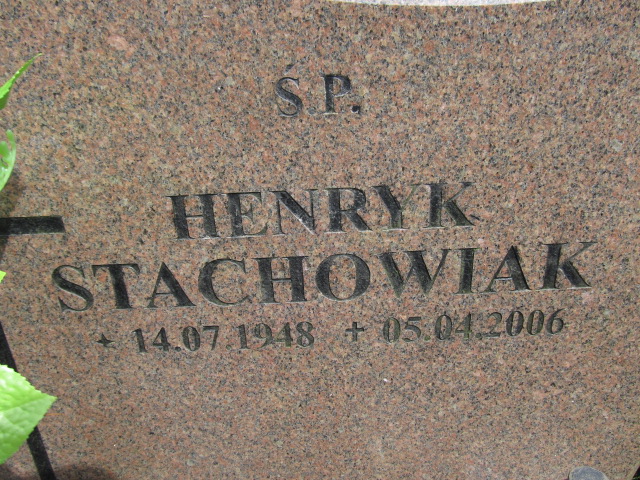 Ś.P.
HENRYK
STACHOWIAK
* 14.07 1948 + 05.04.2006